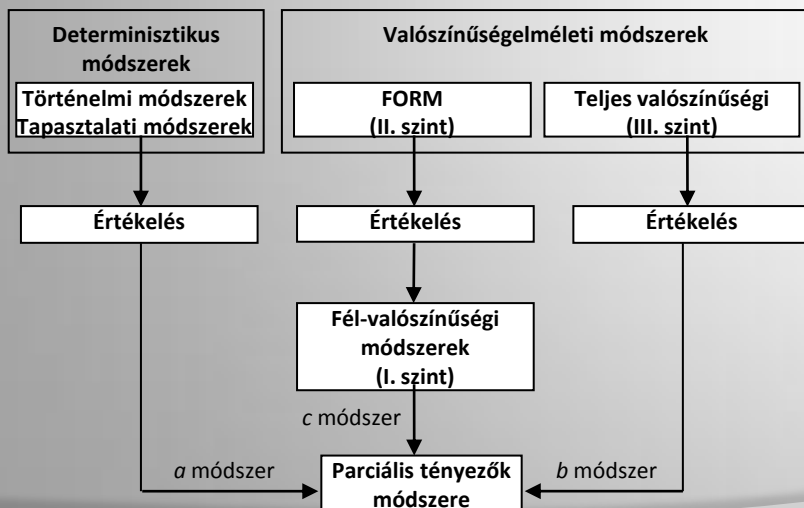 Determinisztikus
módszerek
Valószínűségelméleti módszerek
Történelmi módszerek
Tapasztalati módszerek
FORM
(II. szint)
Teljes valószínűségi
(III. szint)
Értékelés
Értékelés
Értékelés
Fél-valószínűségi
módszerek
(I. szint)
c módszer
a módszer
Parciális tényezők
módszere
b módszer